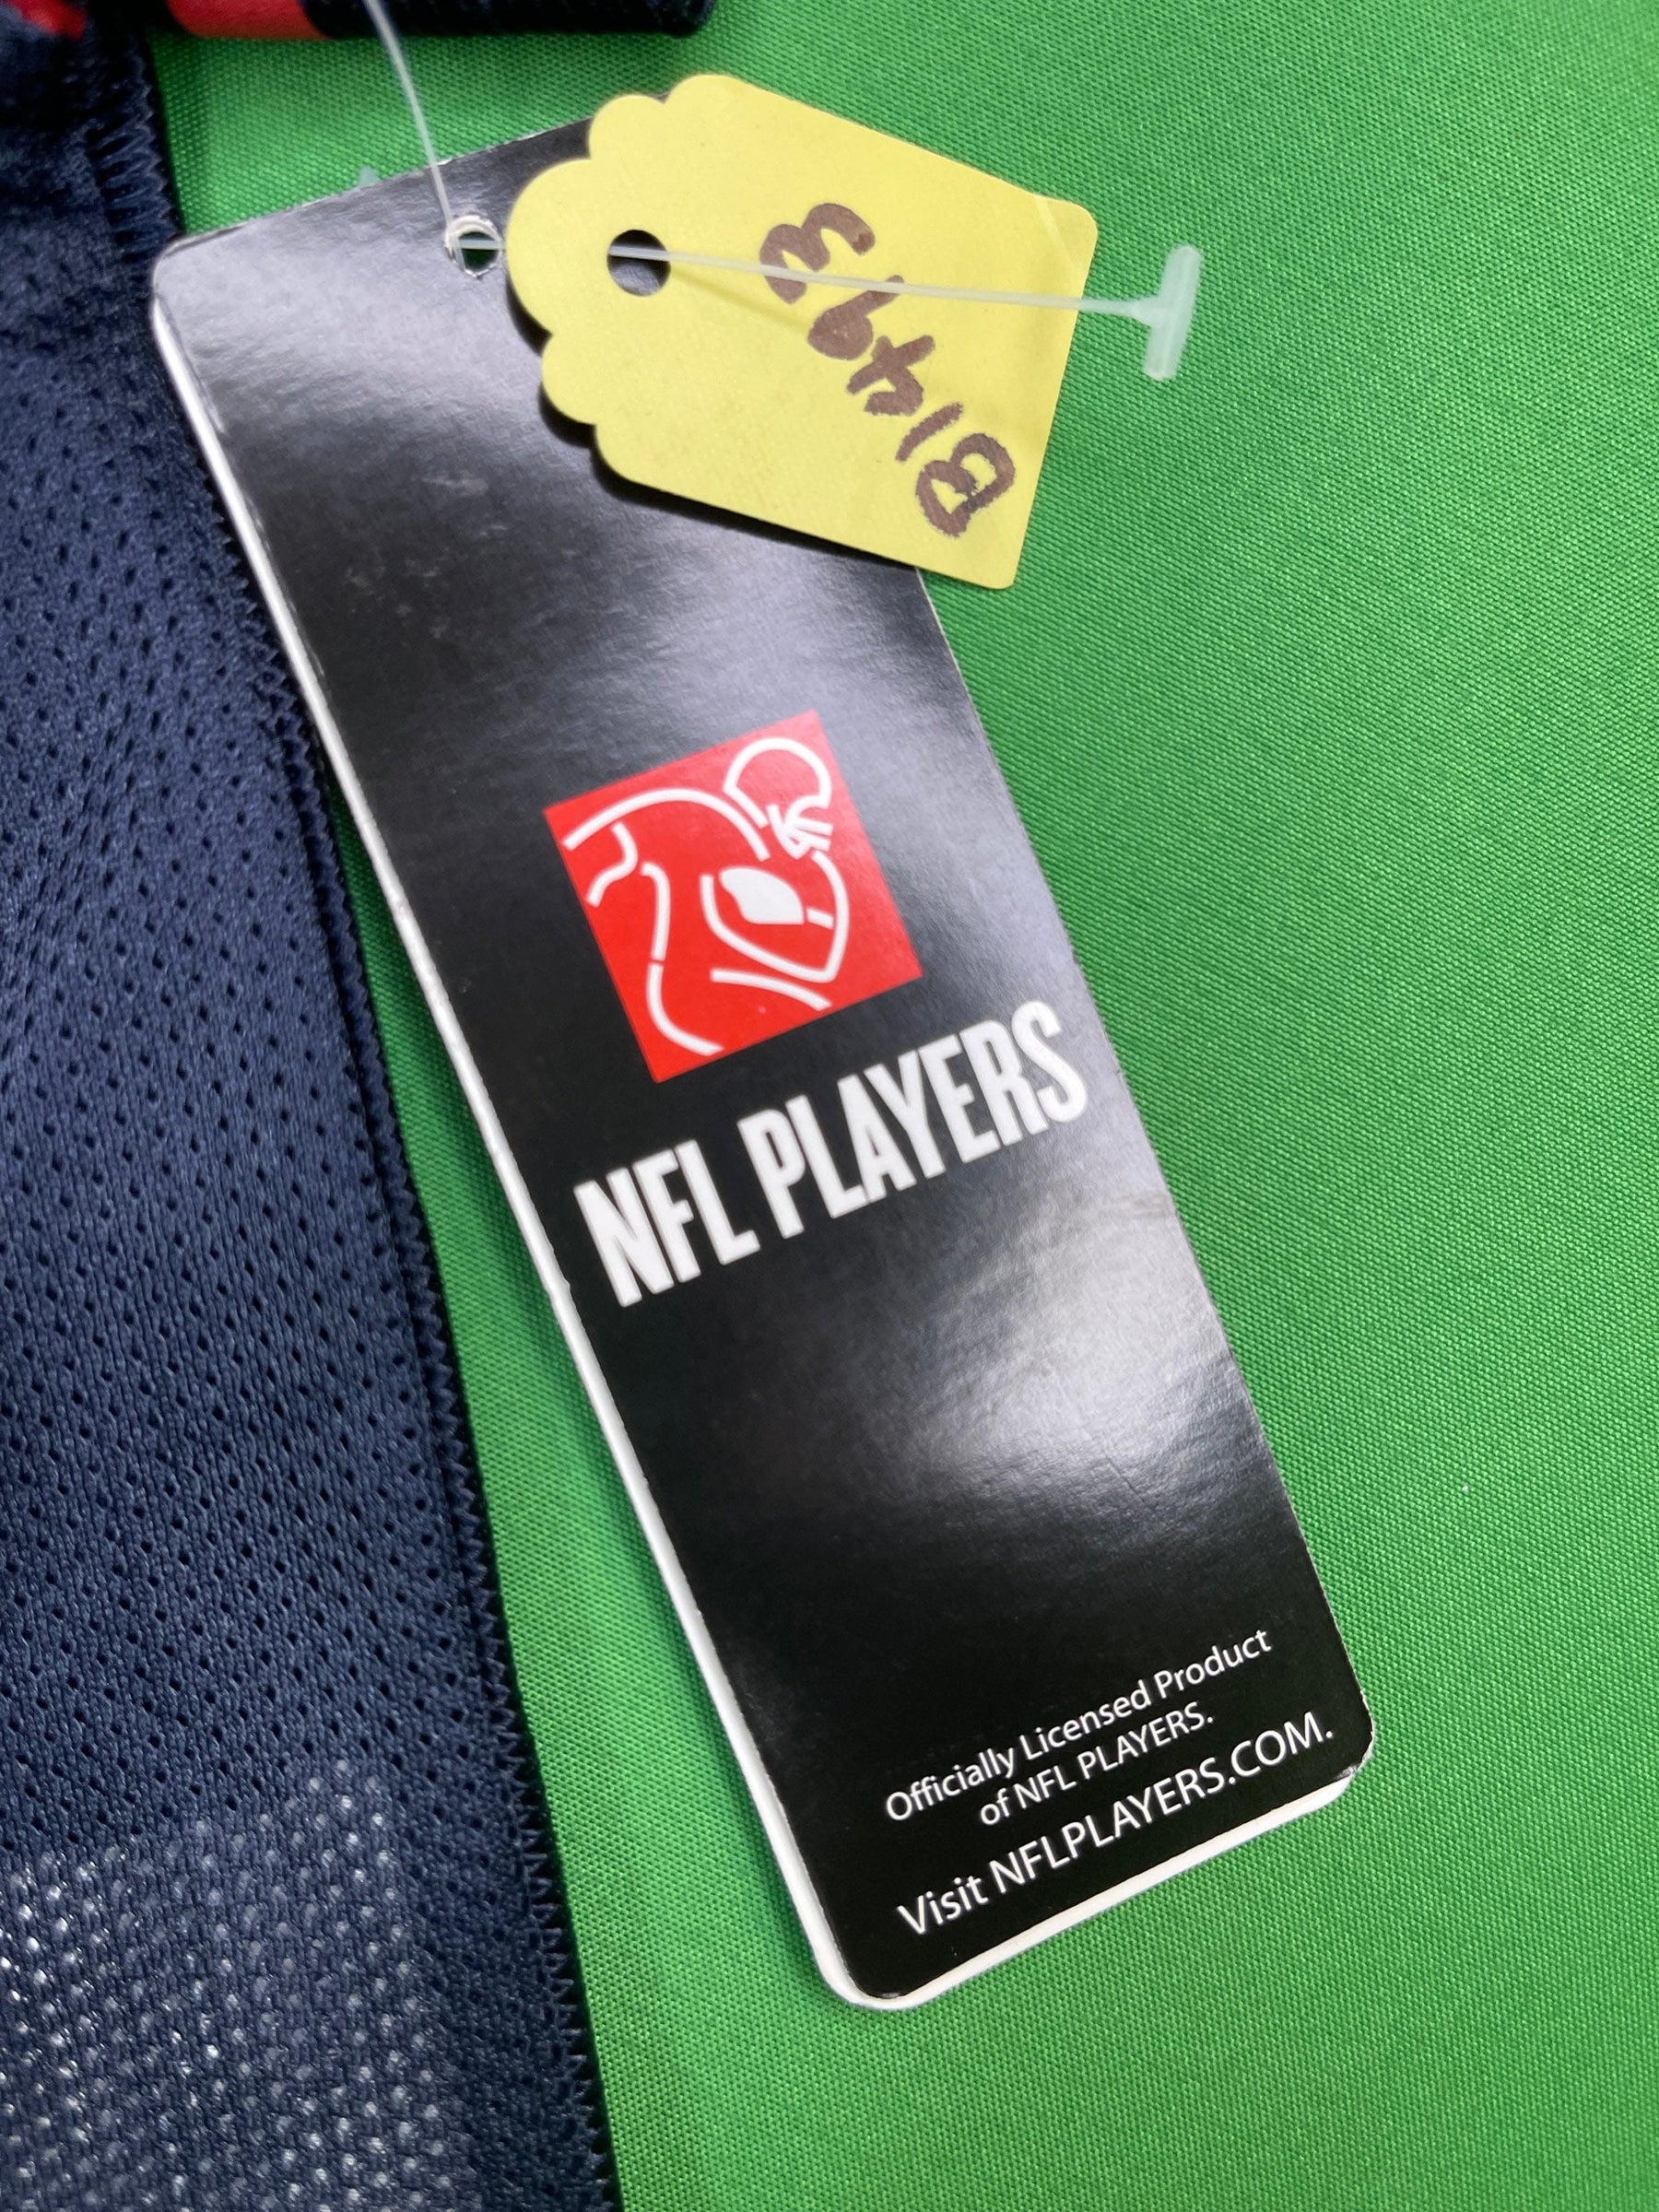 B1493
NFL PLAYERS
Officially Licensed Product
of NFL PLAYERS.
Visit NFLPLAYERS.COM.